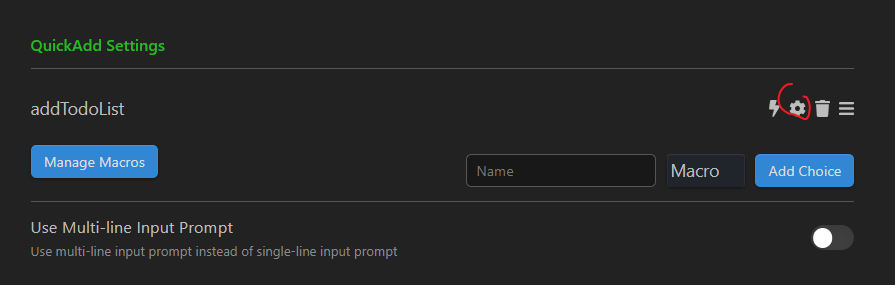 QuickAdd Settings
addTodoList
Manage Macros
Name
Macro
Add Choice
Use Multi-line Input Prompt
Use multi-line input prompt instead of single-line input prompt